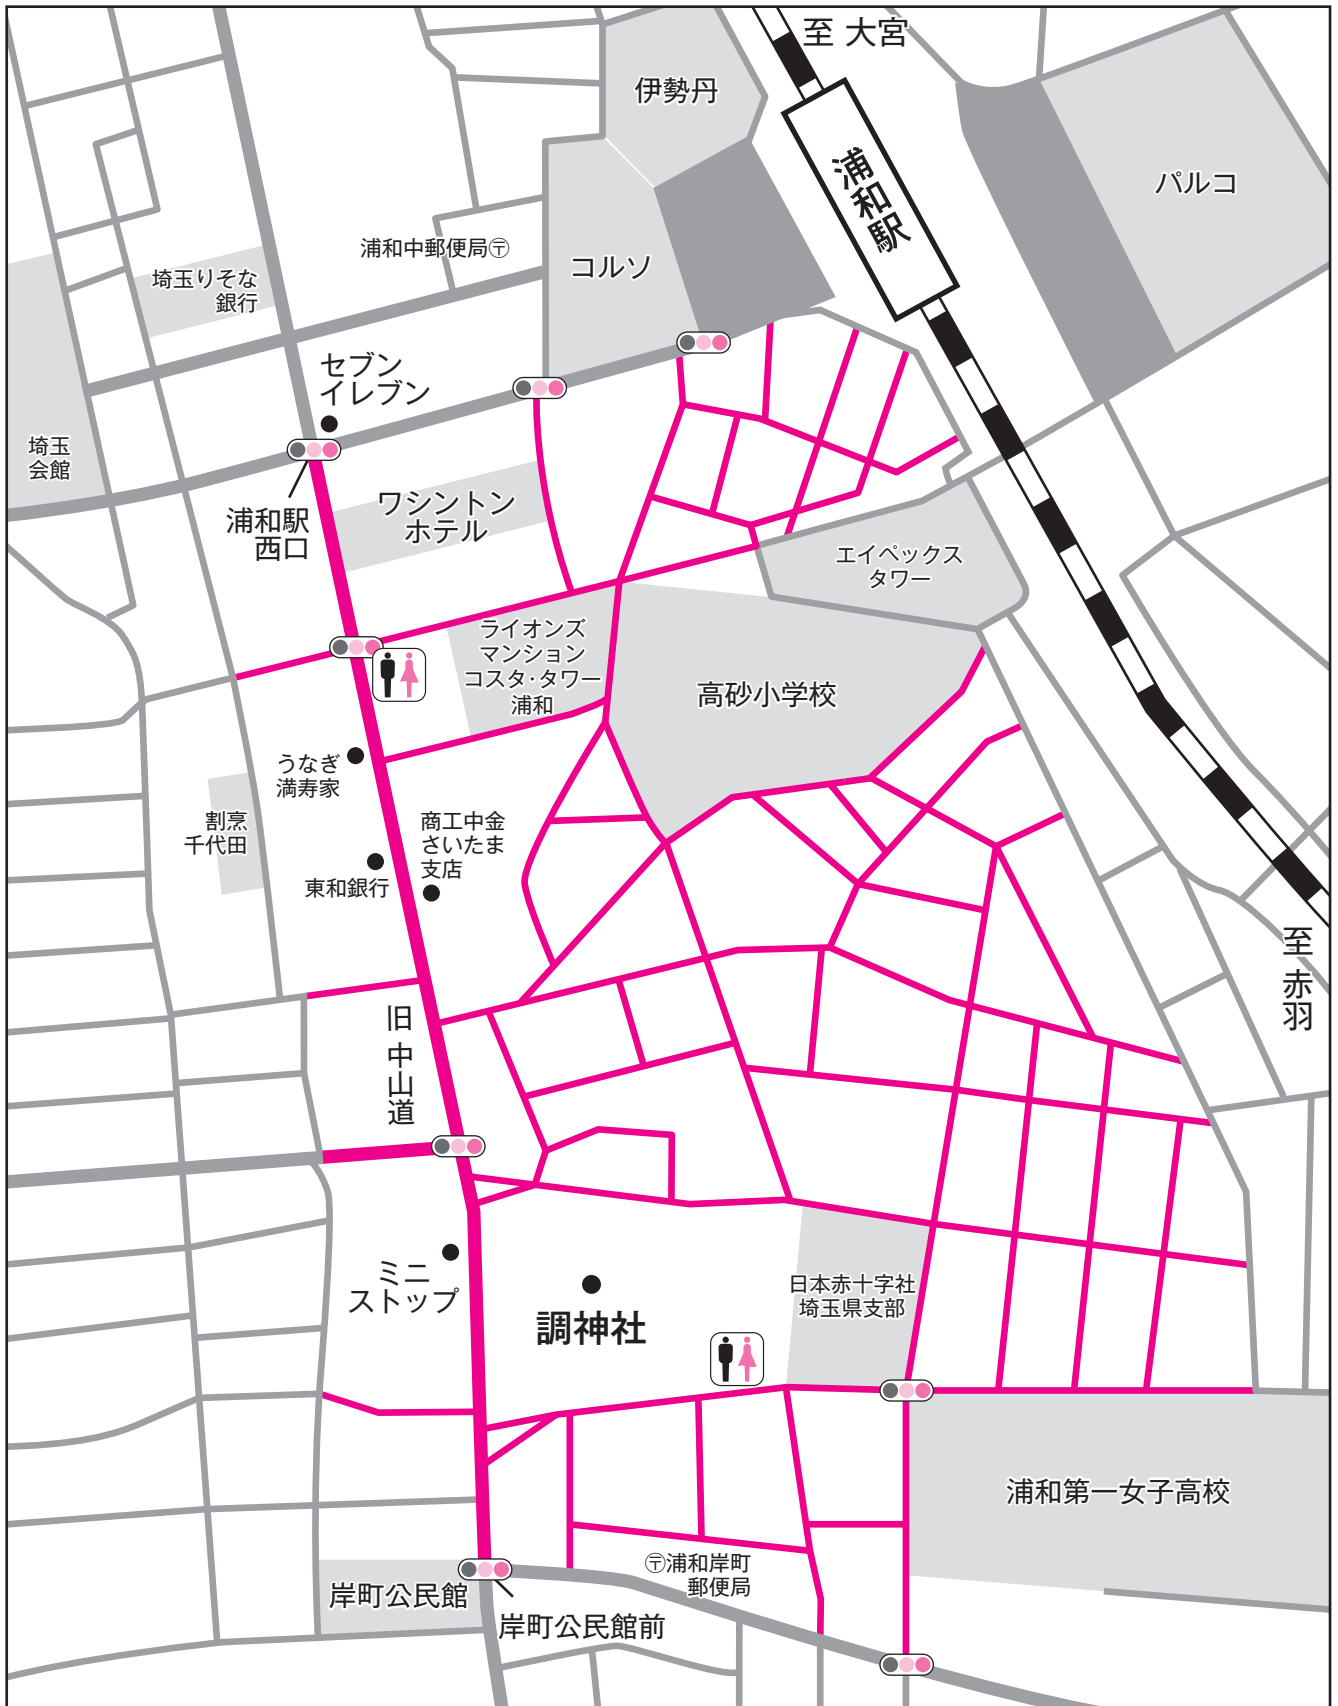 至 大宮
伊勢丹
浦和駅
パルコ
浦和中郵便局〶
コルソ
埼玉りそな
銀行
セブン
イレブン
埼玉
会館
ワシントン
ホテル
浦和駅
西口
エイペックス
タワー
ライオンズ
マンション
コスタ・タワー
浦和
高砂小学校
うなぎ
満寿家
割烹
千代田
商工中金
さいたま
支店
東和銀行
至 赤羽
旧 中山道
ミニ
ストップ
調神社
日本赤十字社
埼玉県支部
浦和第一女子高校
〶浦和岸町
郵便局
岸町公民館
岸町公民館前